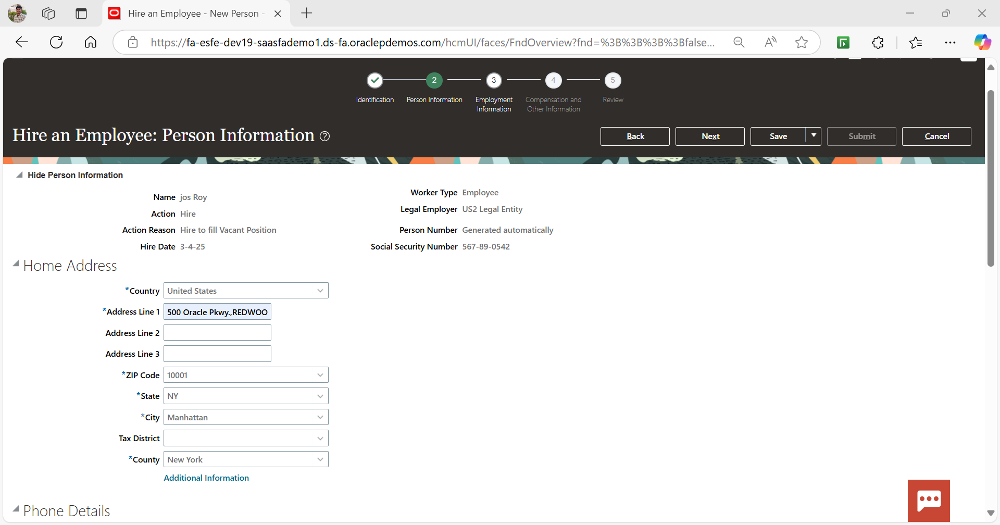 Hire an Employee - New Person -
https://fa-esfe-dev19-saasfademo1.ds-fa.oraclepdemos.com/hcmUI/faces/FndOverview?fnd=%3B%3B%3B%3Bfalse...
2
3
4
5
Identification
Person Information
Employment Information
Compensation and Other Information
Review
Hire an Employee: Person Information
Back
Next
Save
Submit
Cancel
Hide Person Information
Name jos Roy
Action Hire
Action Reason Hire to fill Vacant Position
Hire Date 3-4-25
Worker Type Employee
Legal Employer US2 Legal Entity
Person Number Generated automatically
Social Security Number 567-89-0542
Home Address
*Country United States
*Address Line 1 500 Oracle Pkwy.,REDWOO
Address Line 2
Address Line 3
*ZIP Code 10001
*State NY
*City Manhattan
Tax District
*County New York
Additional Information
Phone Details